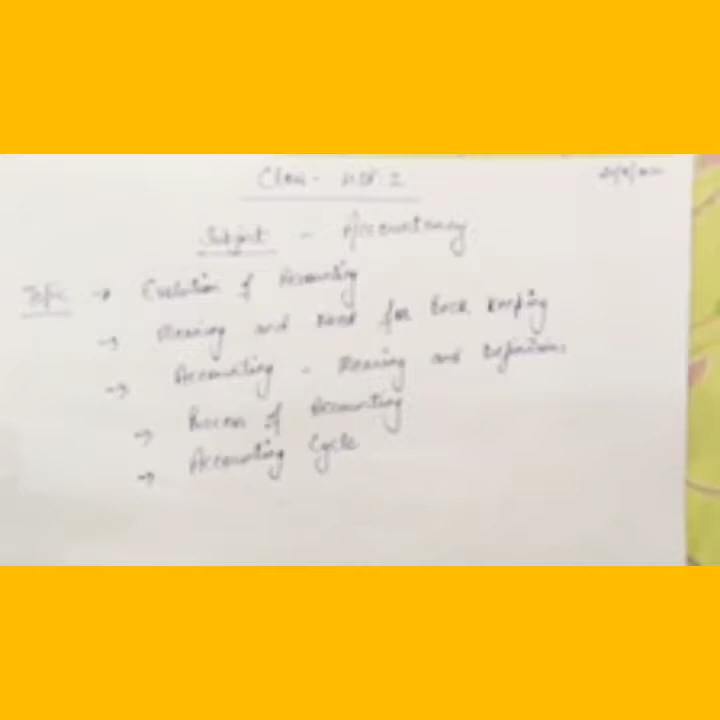 Class -
Subject - Accountancy
Topic → Evolution of Accounting
→ Meaning and Need for Book keeping
→ Accounting - Meaning and Definitions
→ Process of Accounting
→ Accounting Cycle